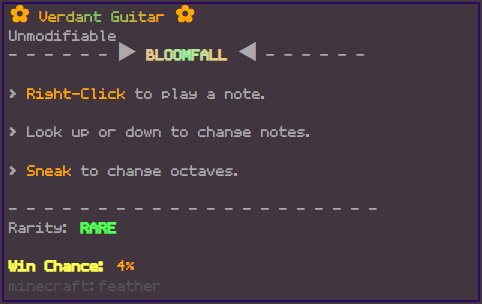 ✿ Verdant Guitar ✿
Unmodifiable
- - - - - - ▶ BLOOMFALL ◀ - - - - - -
> Right-Click to play a note.
> Look up or down to change notes.
> Sneak to change octaves.
- - - - - - - - - - - - - - - - - - - - -
Rarity: RARE
Win Chance: 4%
minecraft:feather